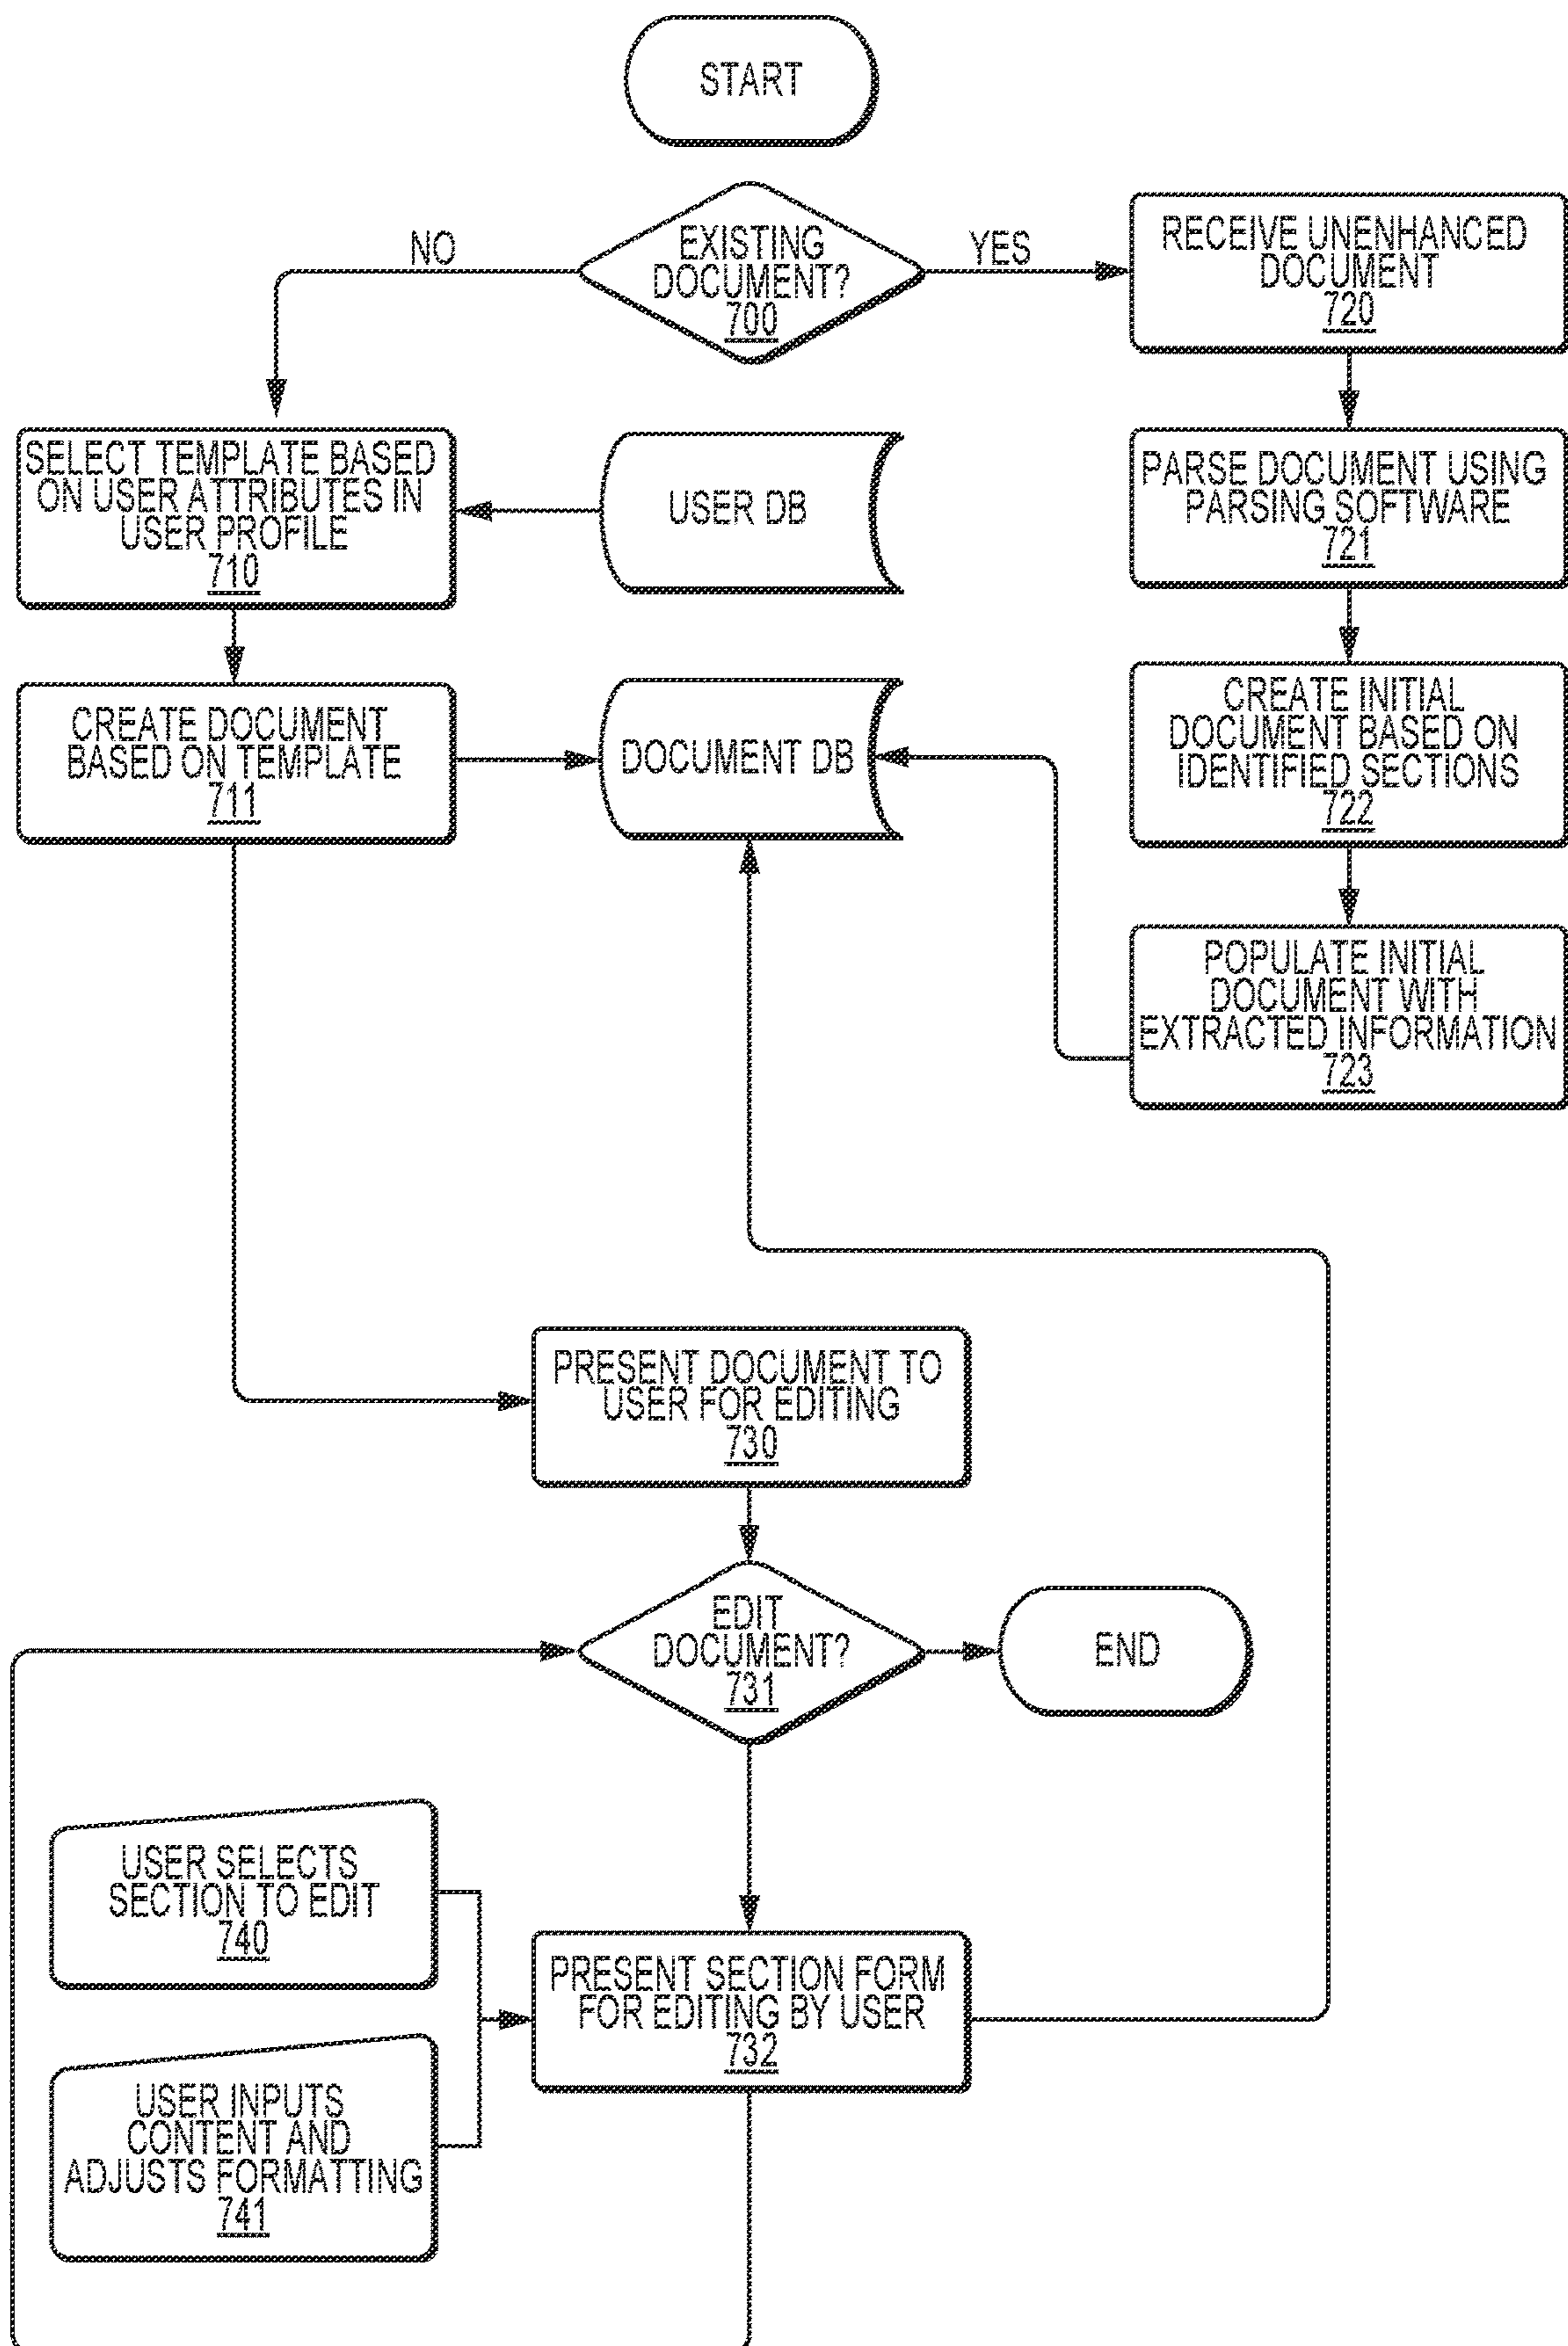 START
NO
EXISTING
DOCUMENT?
700
YES
RECEIVE UNENHANCED
DOCUMENT
720
SELECT TEMPLATE BASED
ON USER ATTRIBUTES IN
USER PROFILE
710
USER DB
PARSE DOCUMENT USING
PARSING SOFTWARE
721
CREATE DOCUMENT
BASED ON TEMPLATE
711
DOCUMENT DB
CREATE INITIAL
DOCUMENT BASED ON
IDENTIFIED SECTIONS
722
POPULATE INITIAL
DOCUMENT WITH
EXTRACTED INFORMATION
723
PRESENT DOCUMENT TO
USER FOR EDITING
730
EDIT
DOCUMENT?
731
END
USER SELECTS
SECTION TO EDIT
740
PRESENT SECTION FORM
FOR EDITING BY USER
732
USER INPUTS
CONTENT AND
ADJUSTS FORMATTING
741